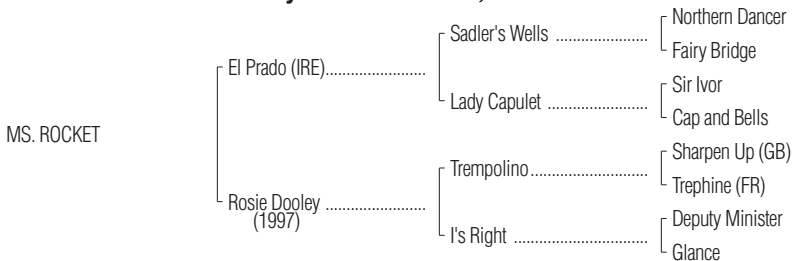 Northern Dancer
Sadler's Wells
Fairy Bridge
El Prado (IRE)
Sir Ivor
Lady Capulet
Cap and Bells
MS. ROCKET
Sharpen Up (GB)
Trempolino
Trephine (FR)
Rosie Dooley
(1997)
Deputy Minister
I's Right
Glance